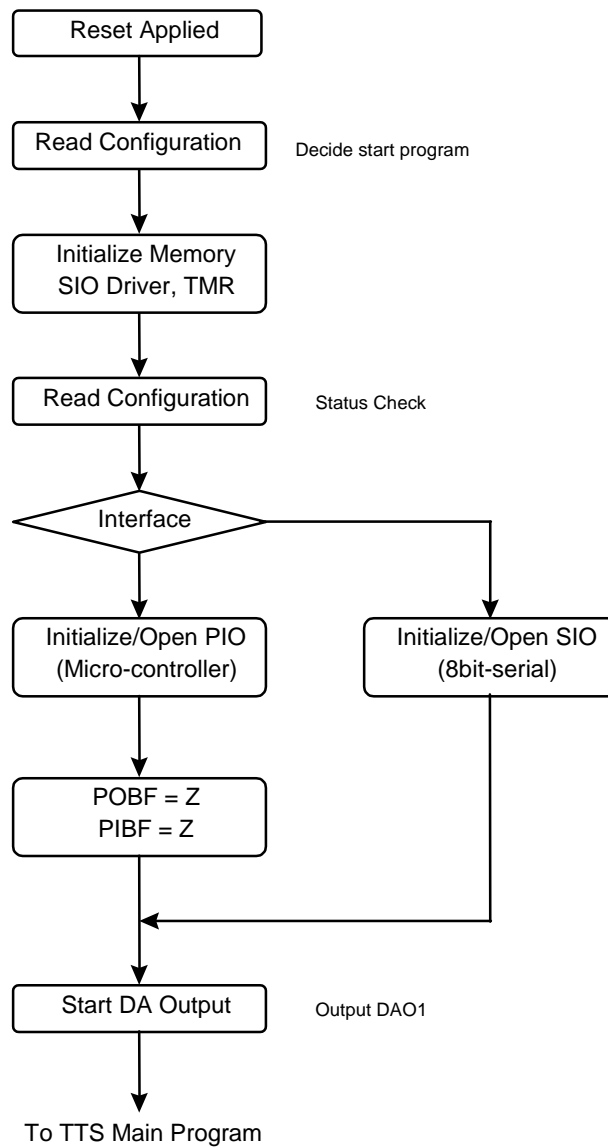 Reset Applied
Read Configuration
Decide start program
Initialize Memory
SIO Driver, TMR
Read Configuration
Status Check
Interface
Initialize/Open PIO
(Micro-controller)
Initialize/Open SIO
(8bit-serial)
POBF = Z
PIBF = Z
Start DA Output
Output DAO1
To TTS Main Program